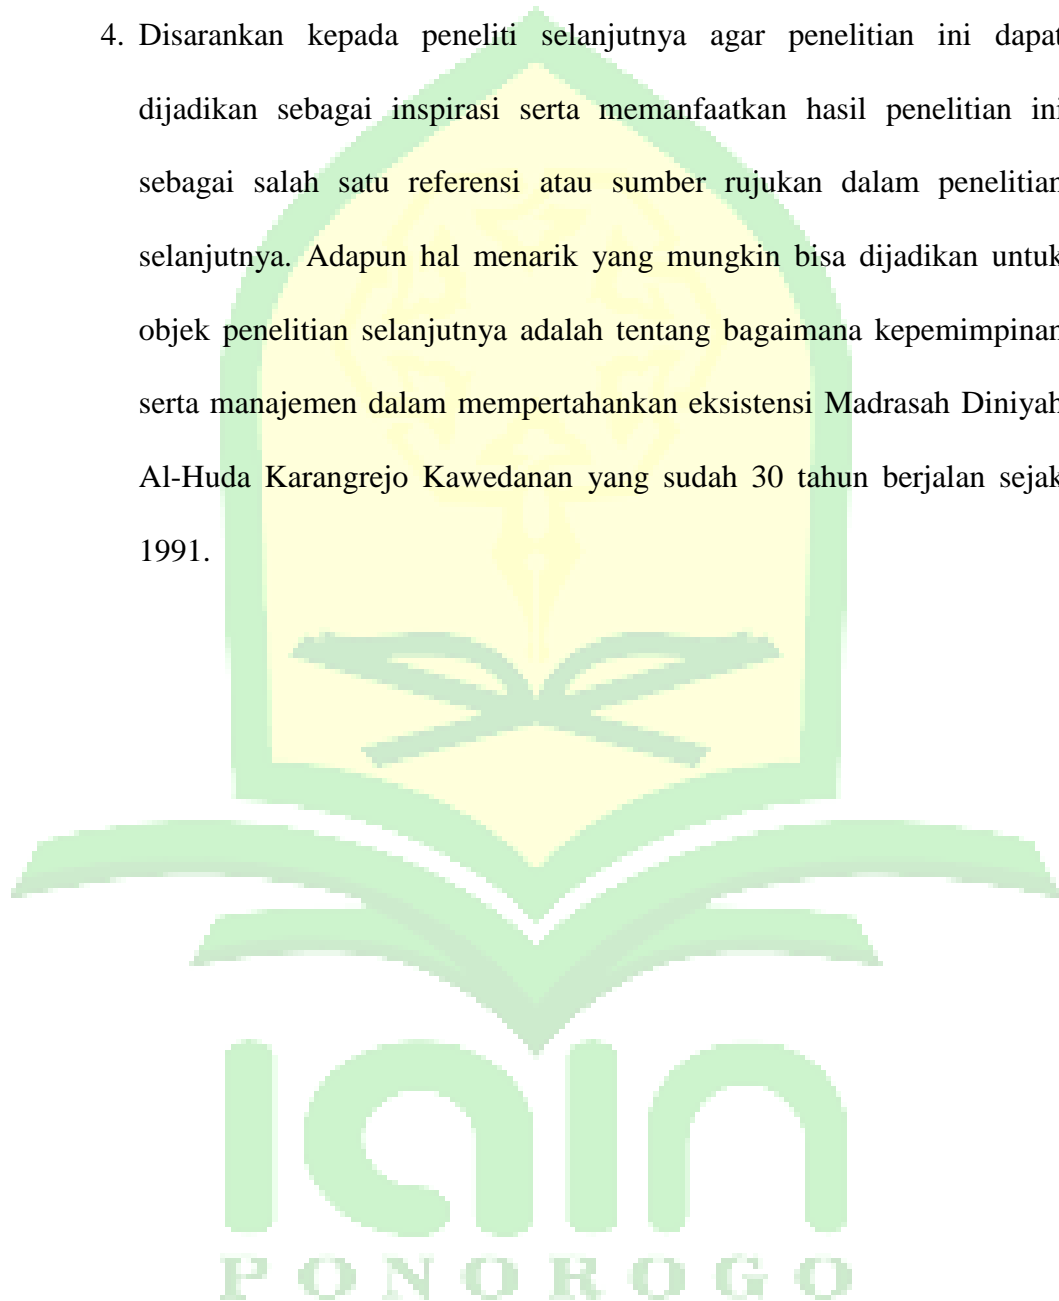 4. Disarankan kepada peneliti selanjutnya agar penelitian ini dapat
dijadikan sebagai inspirasi serta memanfaatkan hasil penelitian ini
sebagai salah satu referensi atau sumber rujukan dalam penelitian
selanjutnya. Adapun hal menarik yang mungkin bisa dijadikan untuk
objek penelitian selanjutnya adalah tentang bagaimana kepemimpinan
serta manajemen dalam mempertahankan eksistensi Madrasah Diniyah
Al-Huda Karangrejo Kawedanan yang sudah 30 tahun berjalan sejak
1991.
iain
PONOROGO